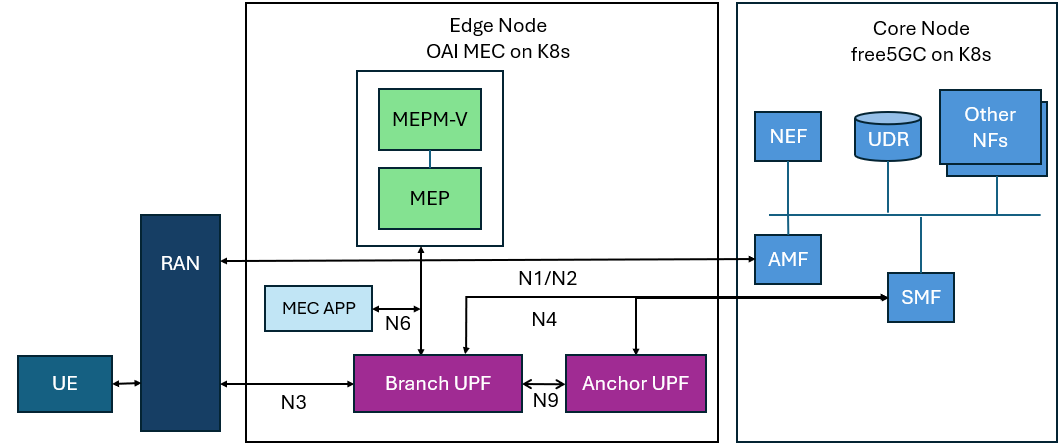 Edge Node
OAI MEC on K8s
Core Node
free5GC on K8s
MEPM-V
MEP
NEF
UDR
Other
NFs
RAN
AMF
N1/N2
MEC APP
N6
N4
SMF
UE
N3
Branch UPF
N9
Anchor UPF